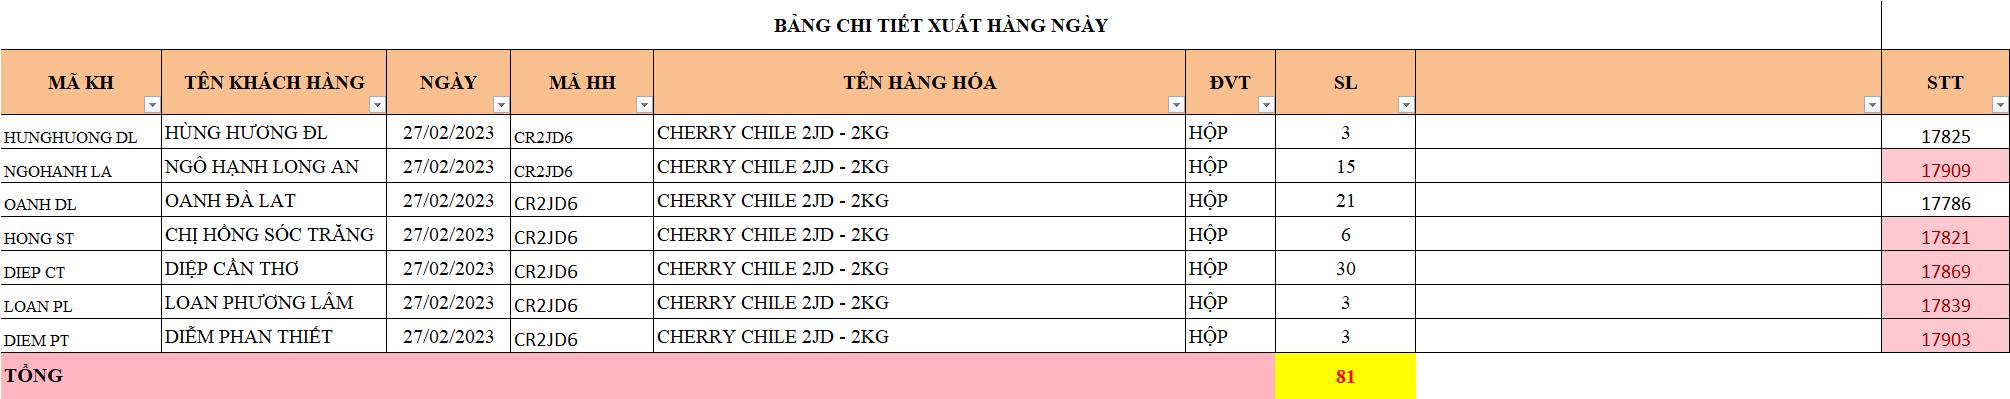 BẢNG CHI TIẾT XUẤT HÀNG NGÀY
MÃ KH TÊN KHÁCH HÀNG NGÀY MÃ HH TÊN HÀNG HÓA ĐVT SL STT
HUNGHUONG DL HÙNG HƯƠNG ĐL 27/02/2023 CR2JD6 CHERRY CHILE 2JD - 2KG HỘP 3 17825
NGOHANH LA NGÔ HẠNH LONG AN 27/02/2023 CR2JD6 CHERRY CHILE 2JD - 2KG HỘP 15 17909
OANH DL OANH ĐÀ LAT 27/02/2023 CR2JD6 CHERRY CHILE 2JD - 2KG HỘP 21 17786
HONG ST CHỊ HỒNG SÓC TRĂNG 27/02/2023 CR2JD6 CHERRY CHILE 2JD - 2KG HỘP 6 17821
DIEP CT DIỆP CẦN THƠ 27/02/2023 CR2JD6 CHERRY CHILE 2JD - 2KG HỘP 30 17869
LOAN PL LOAN PHƯƠNG LÂM 27/02/2023 CR2JD6 CHERRY CHILE 2JD - 2KG HỘP 3 17839
DIEM PT DIỄM PHAN THIẾT 27/02/2023 CR2JD6 CHERRY CHILE 2JD - 2KG HỘP 3 17903
TỔNG 81